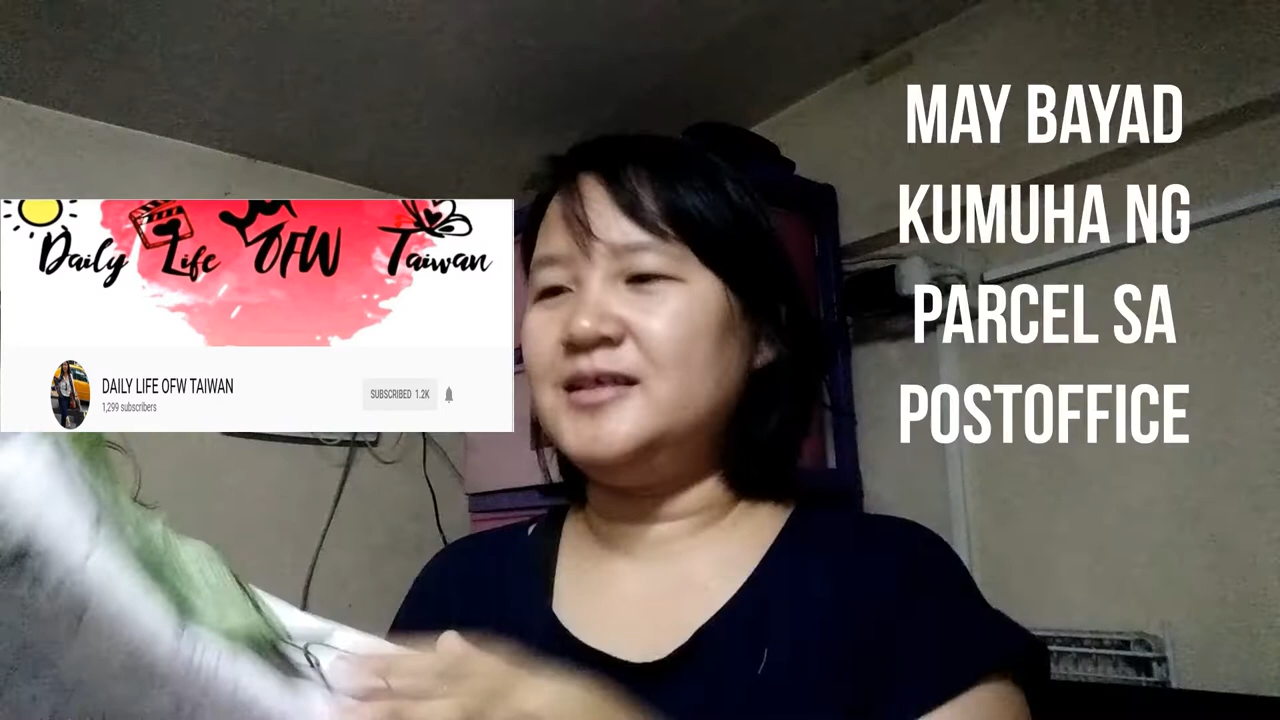 Daily Life OFW Taiwan
DAILY LIFE OFW TAIWAN
1,299 subscribers
SUBSCRIBED 1.2K
MAY BAYAD
KUMUHA NG
PARCEL SA
POSTOFFICE